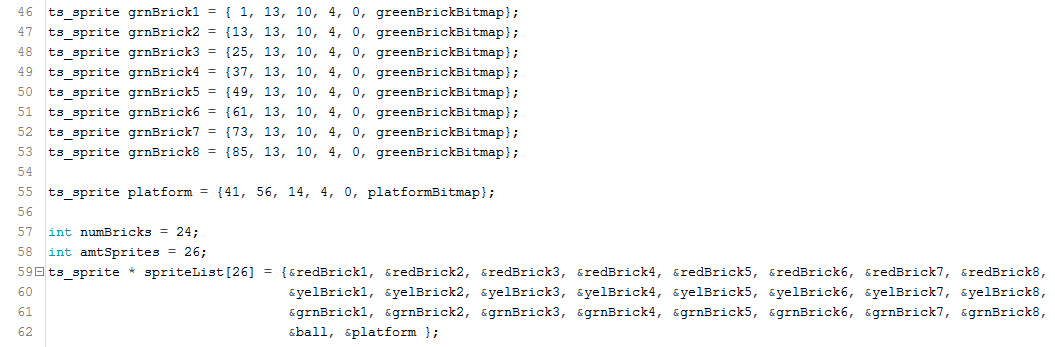 46 ts_sprite grnBrick1 = { 1, 13, 10, 4, 0, greenBrickBitmap};
47 ts_sprite grnBrick2 = {13, 13, 10, 4, 0, greenBrickBitmap};
48 ts_sprite grnBrick3 = {25, 13, 10, 4, 0, greenBrickBitmap};
49 ts_sprite grnBrick4 = {37, 13, 10, 4, 0, greenBrickBitmap};
50 ts_sprite grnBrick5 = {49, 13, 10, 4, 0, greenBrickBitmap};
51 ts_sprite grnBrick6 = {61, 13, 10, 4, 0, greenBrickBitmap};
52 ts_sprite grnBrick7 = {73, 13, 10, 4, 0, greenBrickBitmap};
53 ts_sprite grnBrick8 = {85, 13, 10, 4, 0, greenBrickBitmap};
54
55 ts_sprite platform = {41, 56, 14, 4, 0, platformBitmap};
56
57 int numBricks = 24;
58 int amtSprites = 26;
59 ts_sprite * spriteList[26] = {&redBrick1, &redBrick2, &redBrick3, &redBrick4, &redBrick5, &redBrick6, &redBrick7, &redBrick8,
60 &yelBrick1, &yelBrick2, &yelBrick3, &yelBrick4, &yelBrick5, &yelBrick6, &yelBrick7, &yelBrick8,
61 &grnBrick1, &grnBrick2, &grnBrick3, &grnBrick4, &grnBrick5, &grnBrick6, &grnBrick7, &grnBrick8,
62 &ball, &platform };